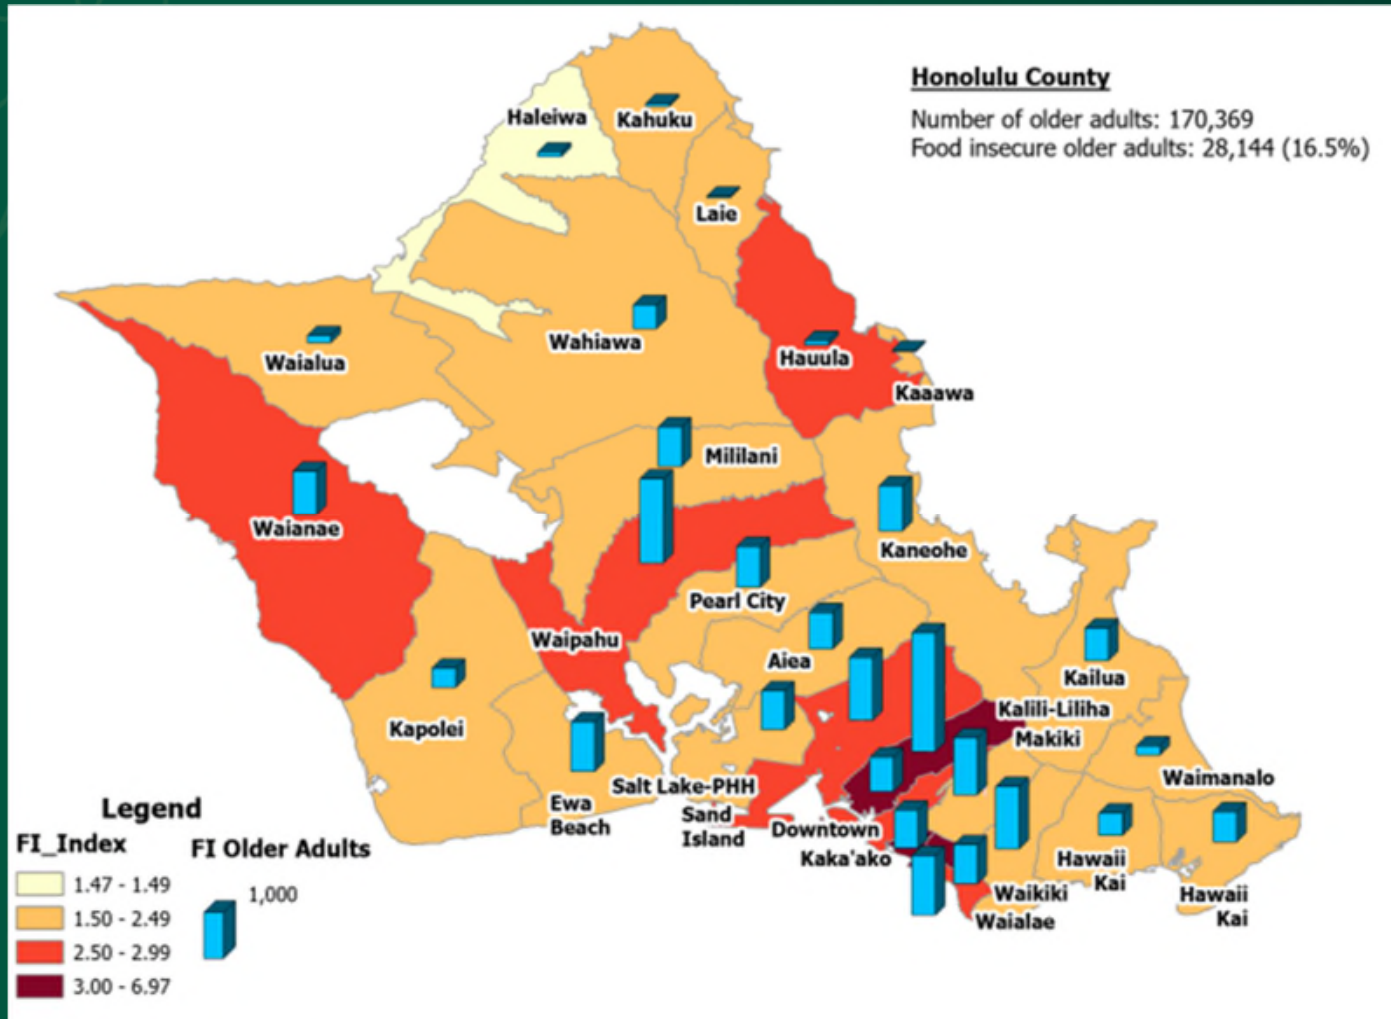 Honolulu County
Number of older adults: 170,369
Food insecure older adults: 28,144 (16.5%)
Haleiwa
Kahuku
Laie
Wahiawa
Waialua
Hauula
Kaaawa
Mililani
Waianae
Kaneohe
Pearl City
Waipahu
Aiea
Kailua
Kapolei
Kalili-Liliha
Makiki
Waimanalo
Salt Lake-PHH
Ewa
Beach
Sand
Island
Downtown
Kaka'ako
Hawaii
Kai
Waikiki
Waialae
Hawaii
Kai
Legend
FI_Index
1.47 - 1.49
1.50 - 2.49
2.50 - 2.99
3.00 - 6.97
FI Older Adults
1,000